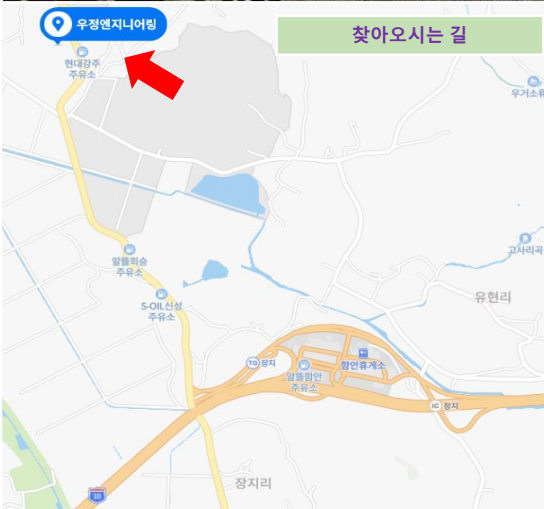 우정엔지니어링
찾아오시는 길
현대강주
주유소
우거소류
알뜰희승
주유소
고사리곡
S-OIL신성
주유소
유현리
TG 장지
함안휴게소
알뜰함안
주유소
IC 장지
장지리
10